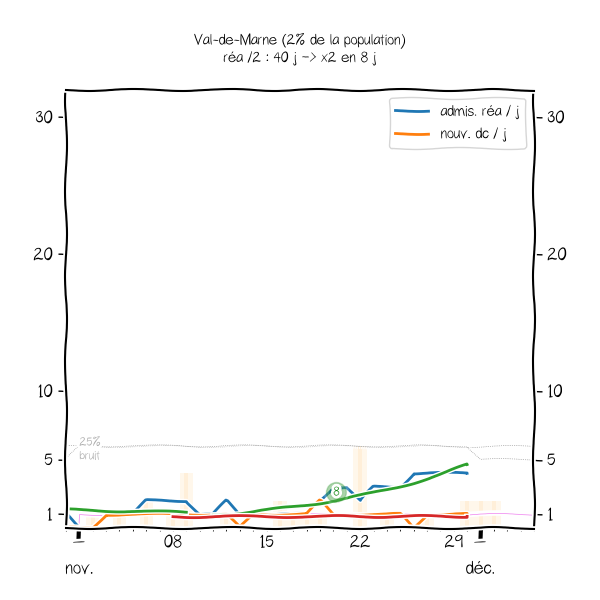 Val-de-Marne (2% de la population)
réa /2 : 40 j -> x2 en 8 j
admis. réa / j
nouv. dc / j
30
30
20
20
10
10
25%
bruit
5
5
8
1
1
08
15
22
29
nov.
déc.